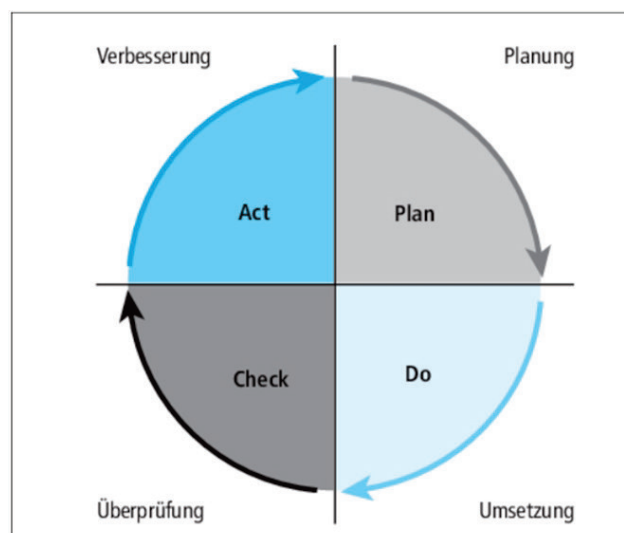 Verbesserung
Planung
Act
Plan
Check
Do
Überprüfung
Umsetzung